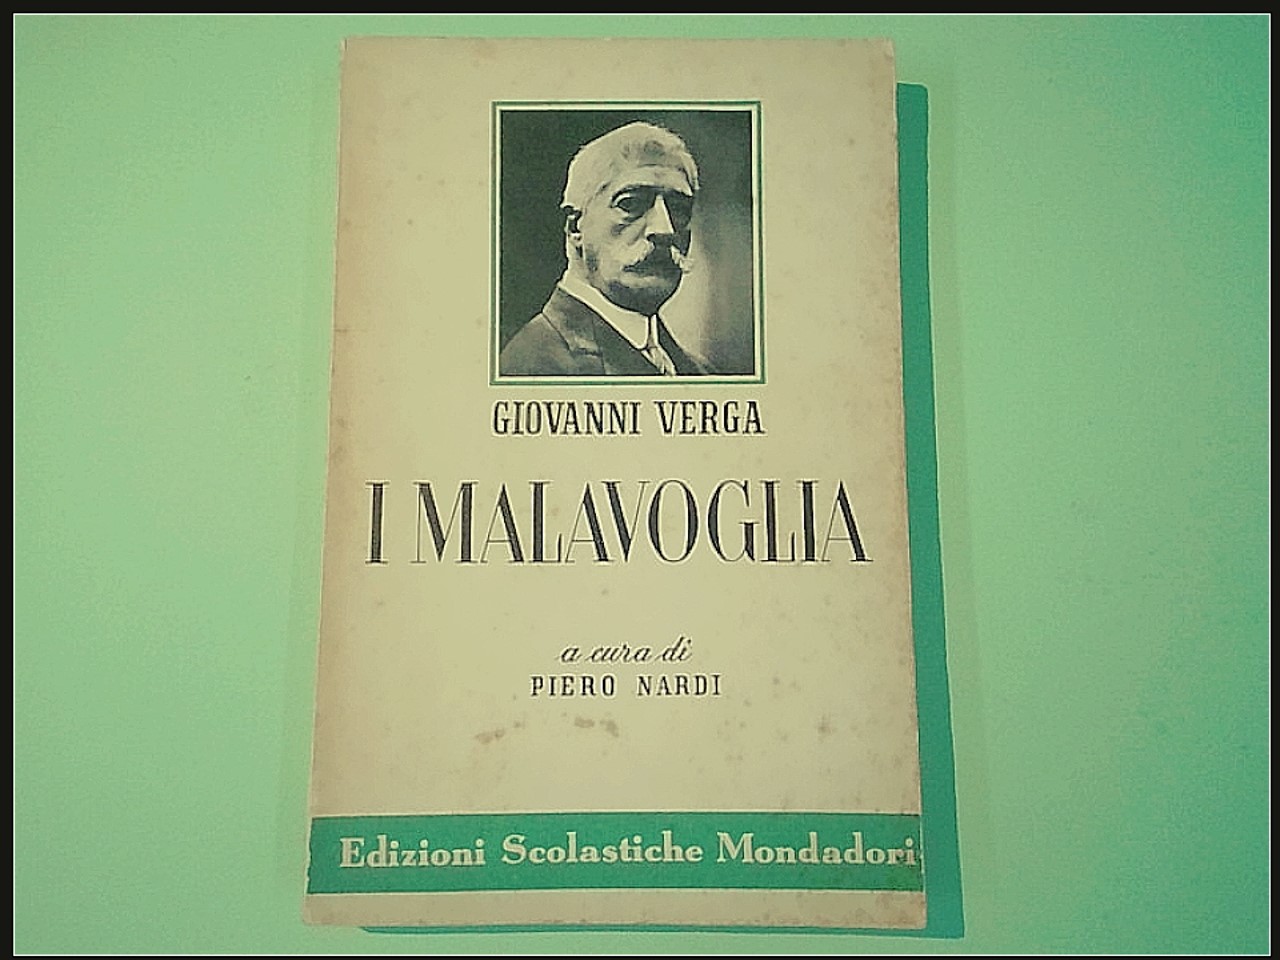 GIOVANNI VERGA
I MALAVOGLIA
a cura di
PIERO NARDI
Edizioni Scolastiche Mondadori